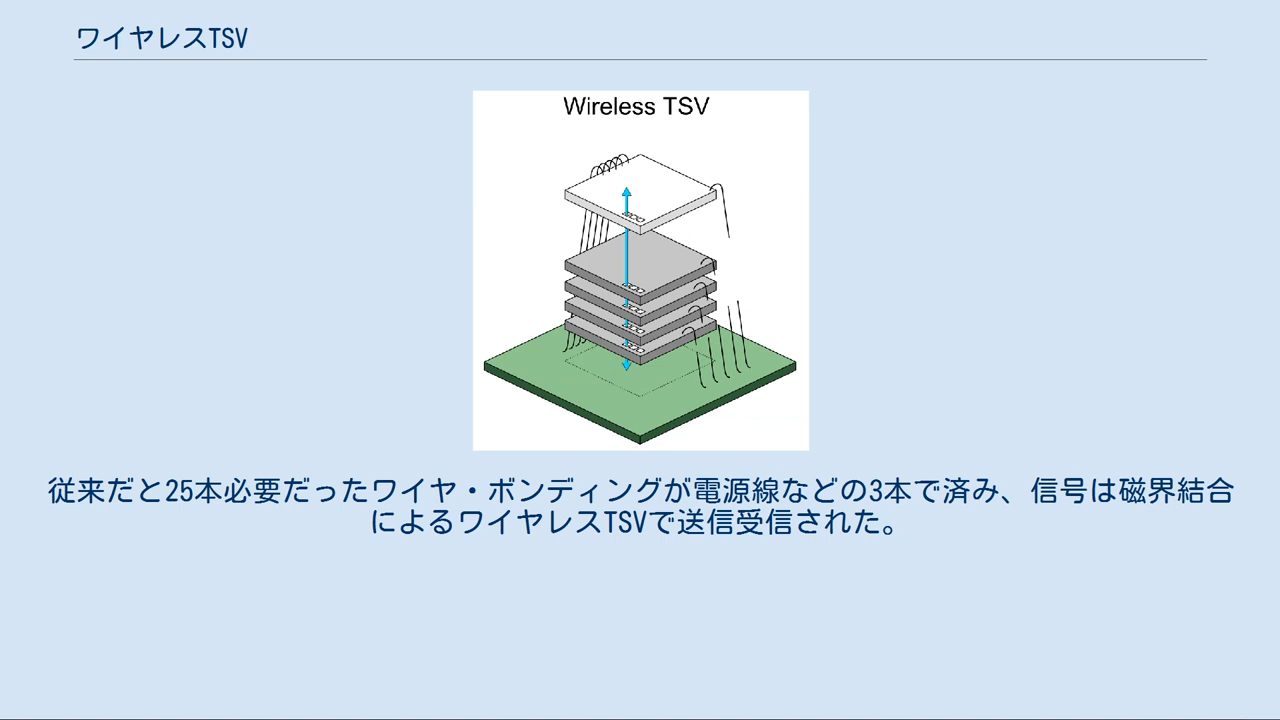 ワイヤレスTSV
Wireless TSV
従来だと25本必要だったワイヤ・ボンディングが電源線などの3本で済み、信号は磁界結合
によるワイヤレスTSVで送信受信された。